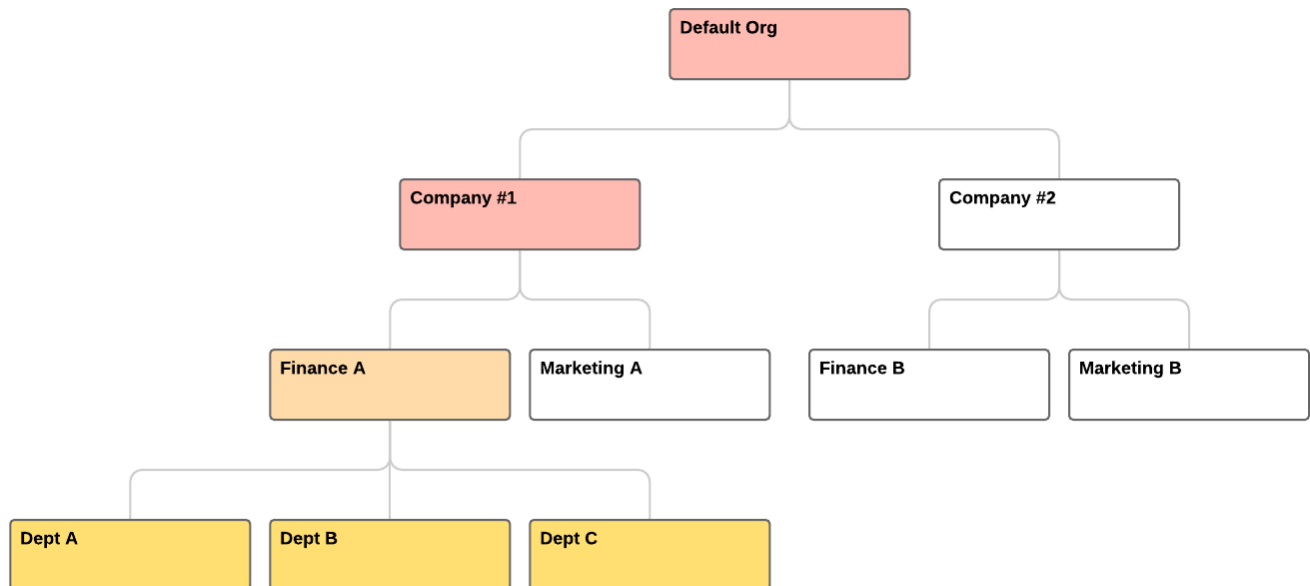 Default Org
Company #1
Company #2
Finance A
Marketing A
Finance B
Marketing B
Dept A
Dept B
Dept C